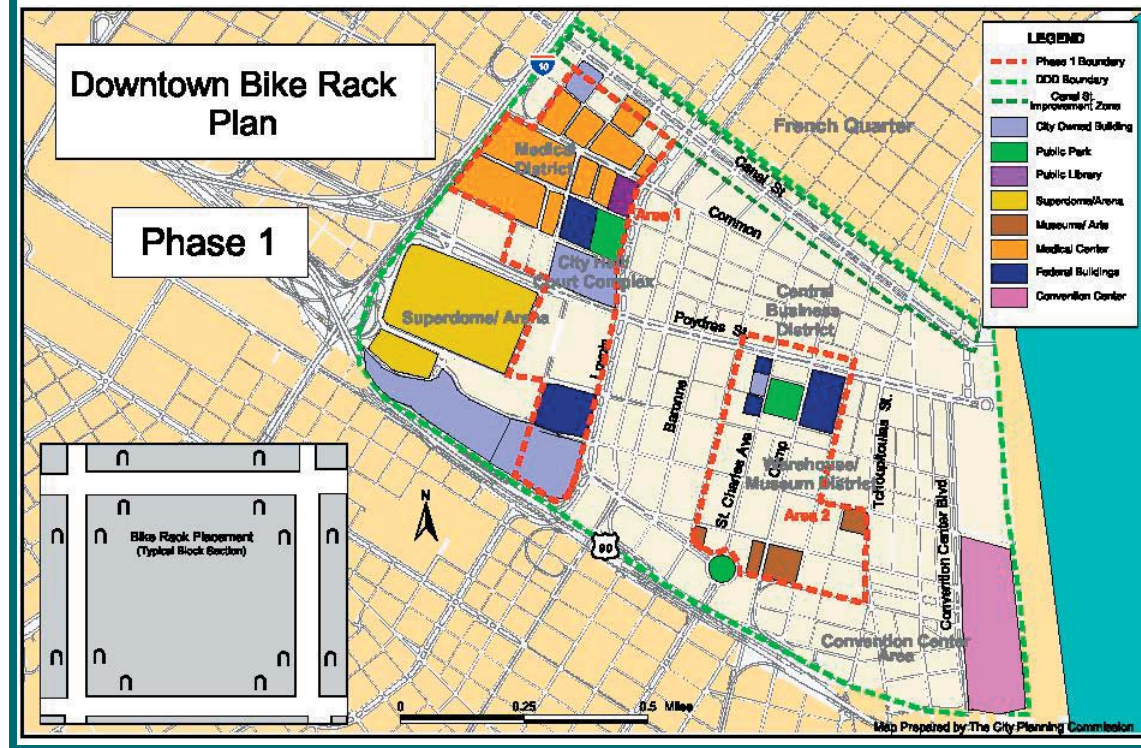 Downtown Bike Rack
Plan
Phase 1
LEGEND
Phase 1 Boundary
DDD Boundary
Canal St.
Improvement Zone
City Owned Building
Public Park
Public Library
Superdome/Arena
Museums/ Arts
Medical Center
Federal Buildings
Convention Center
10
French Quarter
Medical
District
Canal St.
Area 1
Common
City Hall
Court Complex
Central
Business
District
Superdome/ Arena
Poydras St.
Baronne
St. Charles Ave
Camp
Tchoupitoulas St.
Warehouse/
Museum District
Area 2
Convention Center Blvd
Convention Center
Area
N
90
Bike Rack Placement
(Typical Block Section)
0 0.25 0.5 Miles
Map Prepared by The City Planning Commission